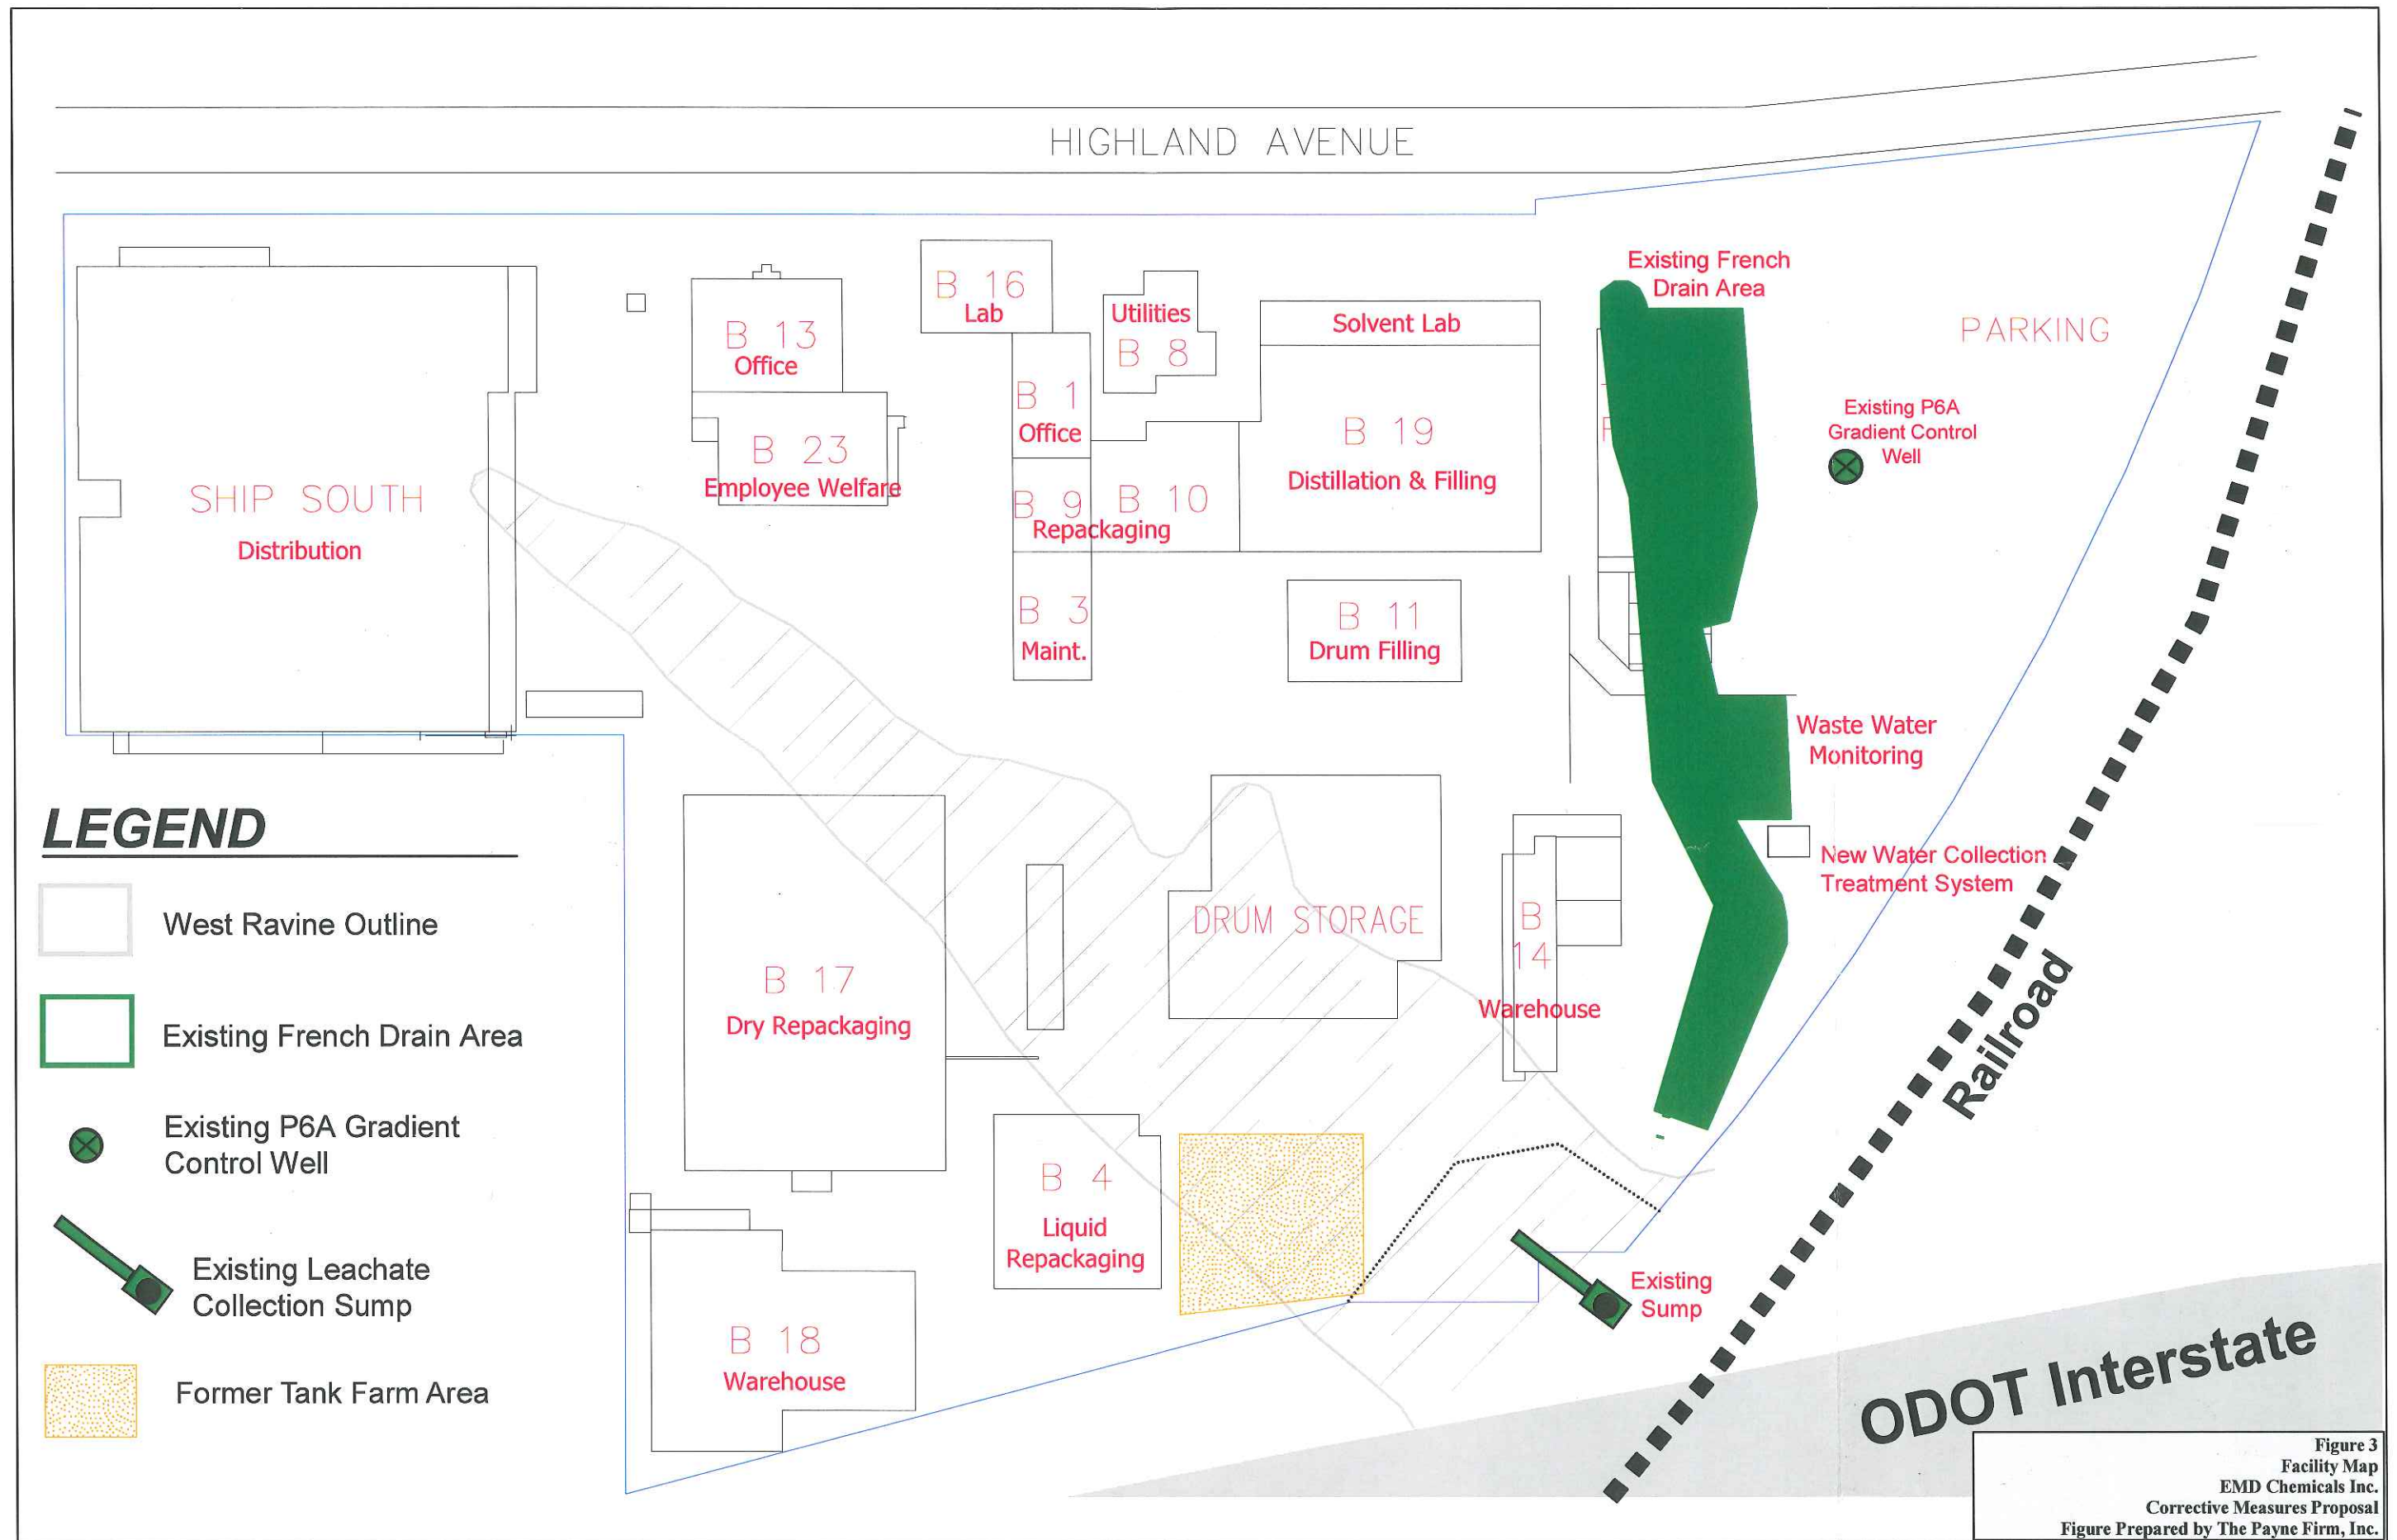 HIGHLAND AVENUE
Existing French
Drain Area
PARKING
B 16
Lab
Utilities
B 8
Solvent Lab
B 13
Office
B 1
Office
Existing P6A
Gradient Control
Well
B 19
Distillation & Filling
B 23
Employee Welfare
SHIP SOUTH
Distribution
B 9
B 10
Repackaging
B 3
Maint.
B 11
Drum Filling
Waste Water
Monitoring
New Water Collection
Treatment System
DRUM STORAGE
B
14
Warehouse
B 17
Dry Repackaging
Railroad
B 4
Liquid
Repackaging
Existing
Sump
B 18
Warehouse
ODOT Interstate
LEGEND
West Ravine Outline
Existing French Drain Area
Existing P6A Gradient
Control Well
Existing Leachate
Collection Sump
Former Tank Farm Area
Figure 3
Facility Map
EMD Chemicals Inc.
Corrective Measures Proposal
Figure Prepared by The Payne Firm, Inc.